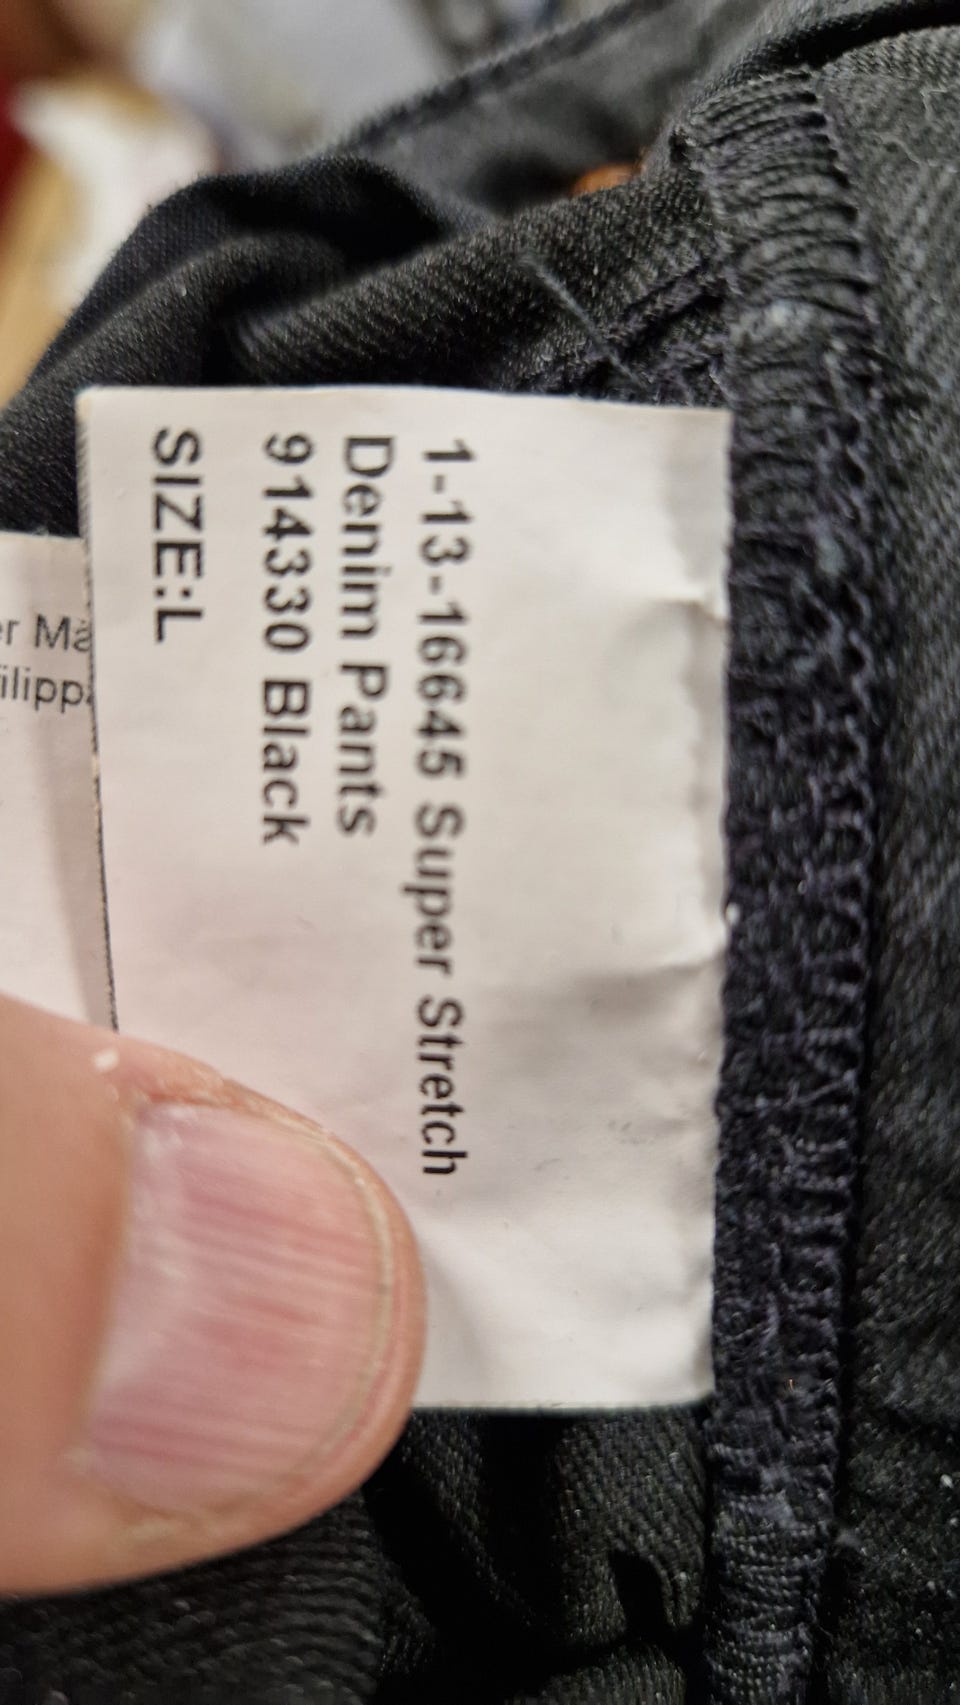 1-13-16645 Super Stretch
Denim Pants
914330 Black
SIZE:L